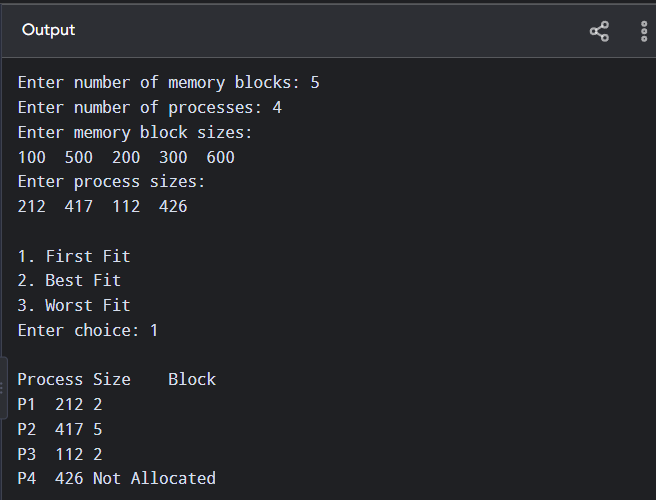 Output
Enter number of memory blocks: 5
Enter number of processes: 4
Enter memory block sizes:
100  500  200  300  600
Enter process sizes:
212  417  112  426
1. First Fit
2. Best Fit
3. Worst Fit
Enter choice: 1
Process Size    Block
P1  212 2
P2  417 5
P3  112 2
P4  426 Not Allocated